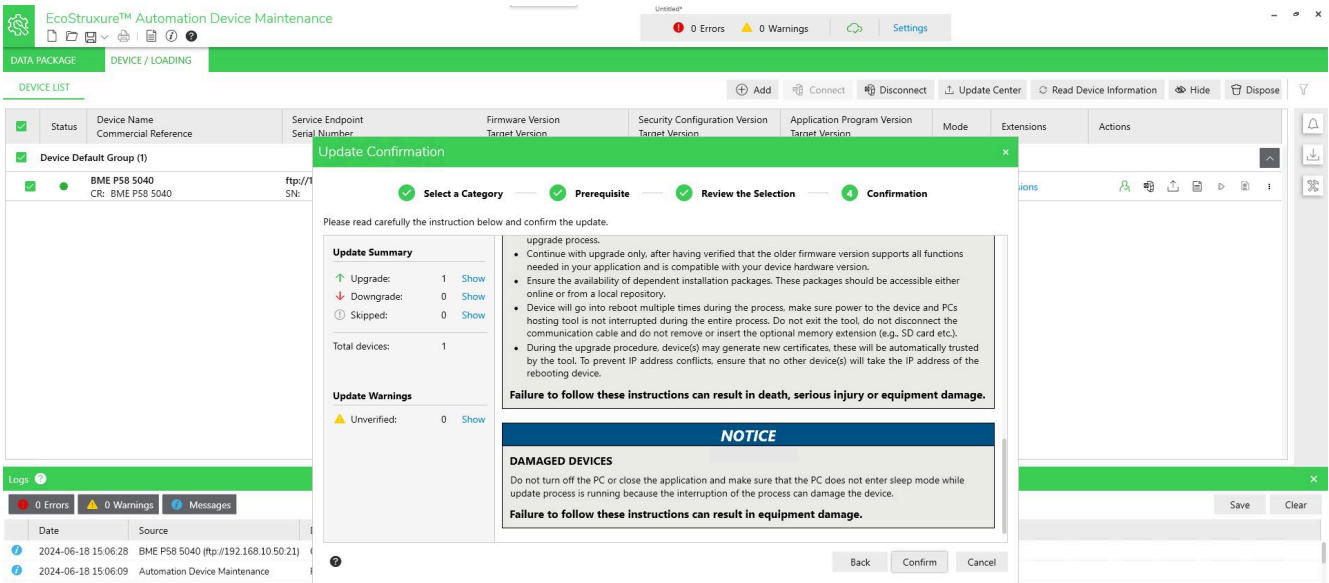 Untitled*
EcoStruxure™ Automation Device Maintenance
0 Errors 0 Warnings Settings
DATA PACKAGE DEVICE / LOADING
DEVICE LIST
Add Connect Disconnect Update Center Read Device Information Hide Dispose
Status Device Name Service Endpoint Firmware Version Security Configuration Version Application Program Version Mode Extensions Actions
Commercial Reference Serial Number Target Version Target Version Target Version
Device Default Group (1)
BME P58 5040 ftp://1
CR: BME P58 5040 SN:
Update Confirmation
Select a Category Prerequisite Review the Selection 4 Confirmation
Please read carefully the instruction below and confirm the update.
Update Summary
Upgrade: 1 Show
Downgrade: 0 Show
Skipped: 0 Show
Total devices: 1
Update Warnings
Unverified: 0 Show
upgrade process.
• Continue with upgrade only, after having verified that the older firmware version supports all functions
needed in your application and is compatible with your device hardware version.
• Ensure the availability of dependent installation packages. These packages should be accessible either
online or from a local repository.
• Device will go into reboot multiple times during the process, make sure power to the device and PCs
hosting tool is not interrupted during the entire process. Do not exit the tool, do not disconnect the
communication cable and do not remove or insert the optional memory extension (e.g., SD card etc.).
• During the upgrade procedure, device(s) may generate new certificates, these will be automatically trusted
by the tool. To prevent IP address conflicts, ensure that no other device(s) will take the IP address of the
rebooting device.
Failure to follow these instructions can result in death, serious injury or equipment damage.
NOTICE
DAMAGED DEVICES
Do not turn off the PC or close the application and make sure that the PC does not enter sleep mode while
update process is running because the interruption of the process can damage the device.
Failure to follow these instructions can result in equipment damage.
Back Confirm Cancel
Logs
0 Errors 0 Warnings Messages Save Clear
Date Source
2024-06-18 15:06:28 BME P58 5040 (ftp://192.168.10.50:21)
2024-06-18 15:06:09 Automation Device Maintenance